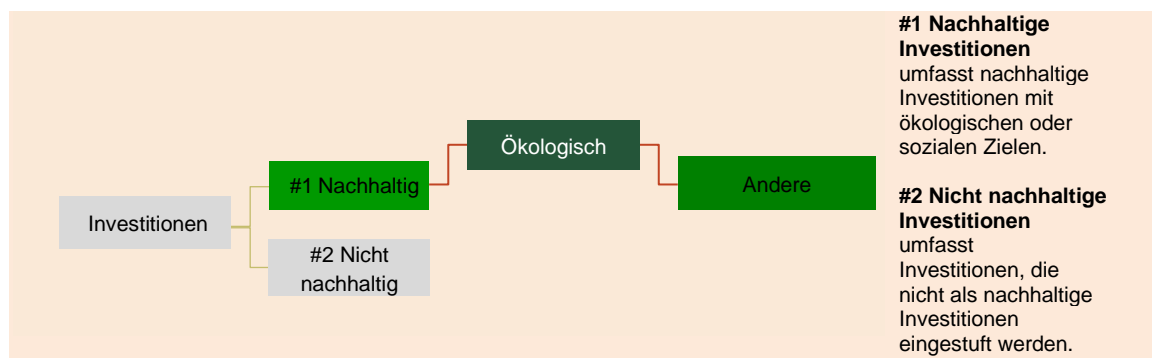 Investitionen
#1 Nachhaltig
#2 Nicht
nachhaltig
Ökologisch
Andere
#1 Nachhaltige
Investitionen
umfasst nachhaltige
Investitionen mit
ökologischen oder
sozialen Zielen.
#2 Nicht nachhaltige
Investitionen
umfasst
Investitionen, die
nicht als nachhaltige
Investitionen
eingestuft werden.